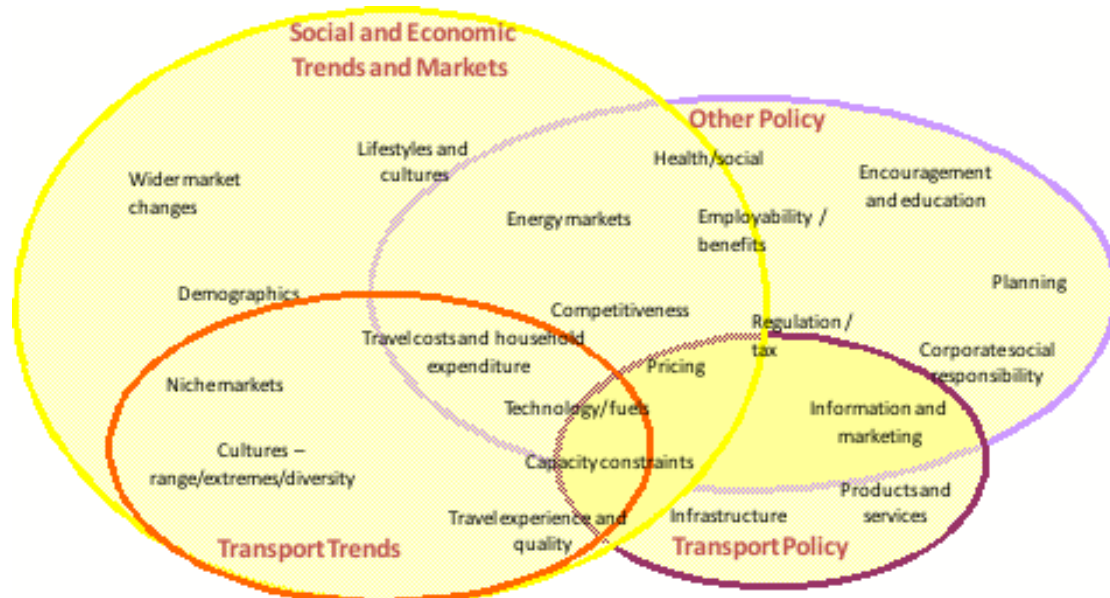 Social and Economic
Trends and Markets
Other Policy
Lifestyles and
cultures
Health/social
Encouragement
and education
Wider market
changes
Energy markets
Employability /
benefits
Planning
Demographics
Competitiveness
Regulation /
tax
Travel costs and household
expenditure
Pricing
Corporate social
responsibility
Niche markets
Technology/fuels
Information and
marketing
Cultures –
range/extremes/diversity
Capacity constraints
Products and
services
Travel experience and
quality
Infrastructure
Transport Trends
Transport Policy